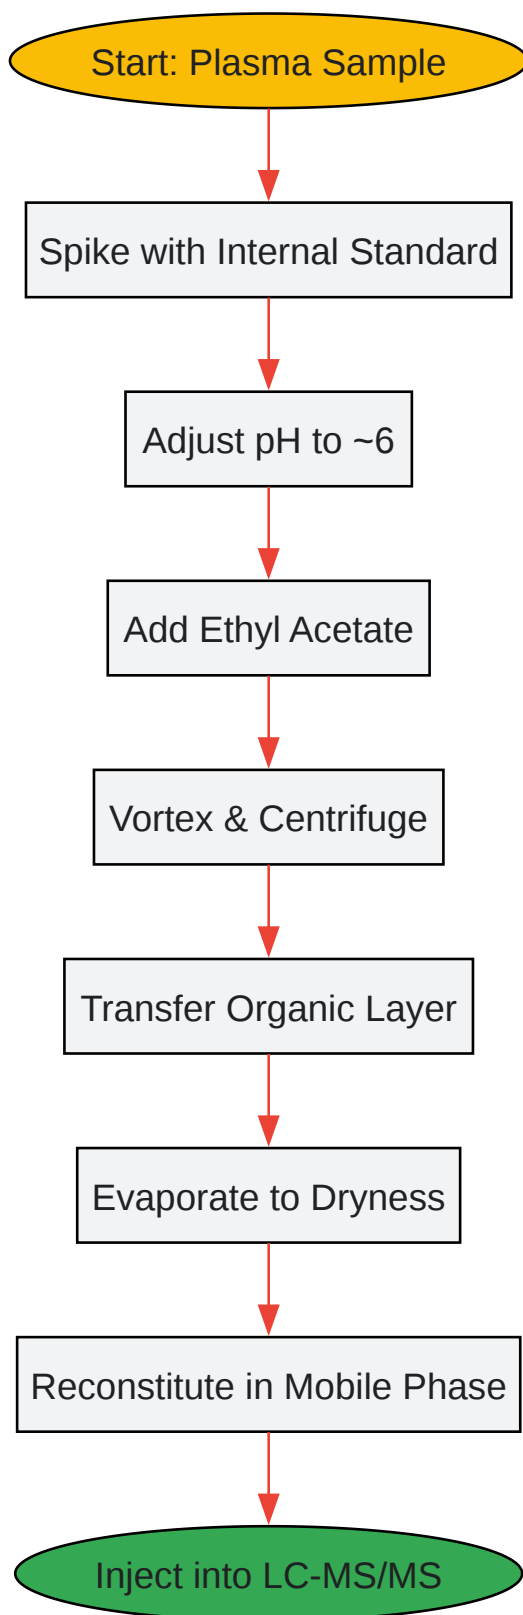 Start: Plasma Sample
Spike with Internal Standard
Adjust pH to ~6
Add Ethyl Acetate
Vortex & Centrifuge
Transfer Organic Layer
Evaporate to Dryness
Reconstitute in Mobile Phase
Inject into LC-MS/MS